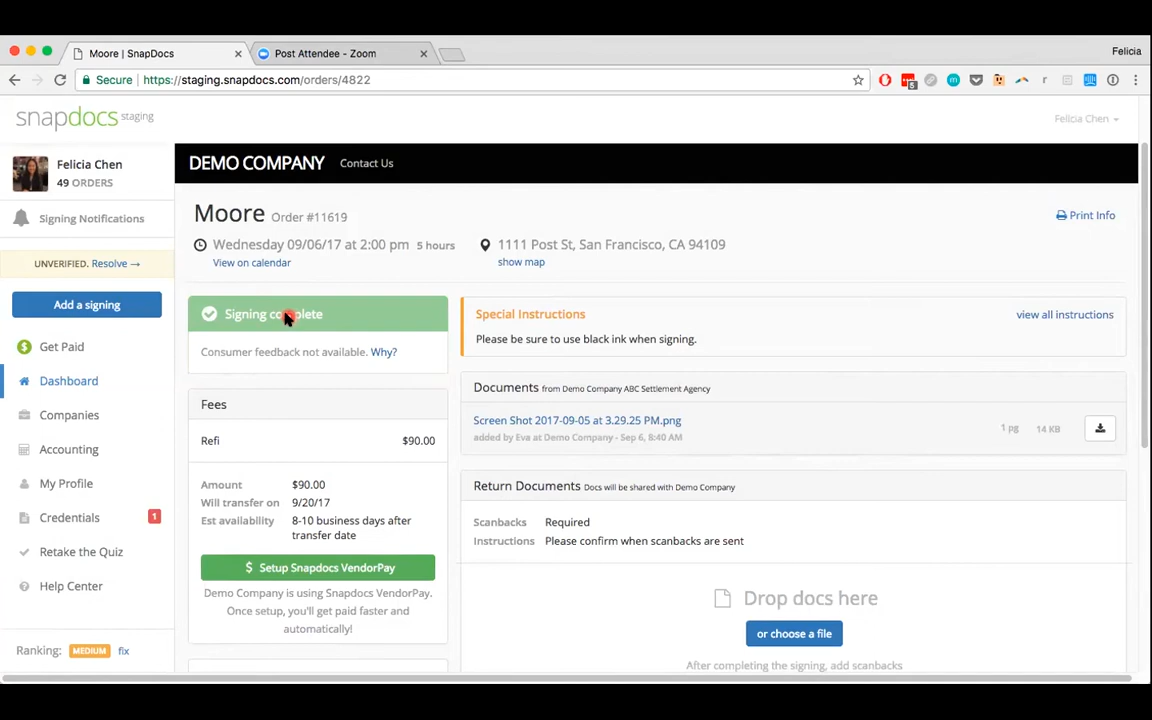 Moore | SnapDocs
Post Attendee - Zoom
Felicia
Secure https://staging.snapdocs.com/orders/4822
snapdocs staging
Felicia Chen
Felicia Chen
49 ORDERS
Signing Notifications
UNVERIFIED. Resolve →
Add a signing
Get Paid
Dashboard
Companies
Accounting
My Profile
Credentials 1
Retake the Quiz
Help Center
Ranking: MEDIUM fix
DEMO COMPANY Contact Us
Moore Order #11619
Print Info
Wednesday 09/06/17 at 2:00 pm 5 hours
View on calendar
1111 Post St, San Francisco, CA 94109
show map
Signing complete
Consumer feedback not available. Why?
Fees
Refi $90.00
Amount $90.00
Will transfer on 9/20/17
Est availability 8-10 business days after
transfer date
$ Setup Snapdocs VendorPay
Demo Company is using Snapdocs VendorPay.
Once setup, you'll get paid faster and
automatically!
Special Instructions view all instructions
Please be sure to use black ink when signing.
Documents from Demo Company ABC Settlement Agency
Screen Shot 2017-09-05 at 3.29.25 PM.png
added by Eva at Demo Company - Sep 6, 8:40 AM
1 pg 14 KB
Return Documents Docs will be shared with Demo Company
Scanbacks Required
Instructions Please confirm when scanbacks are sent
Drop docs here
or choose a file
After completing the signing, add scanbacks